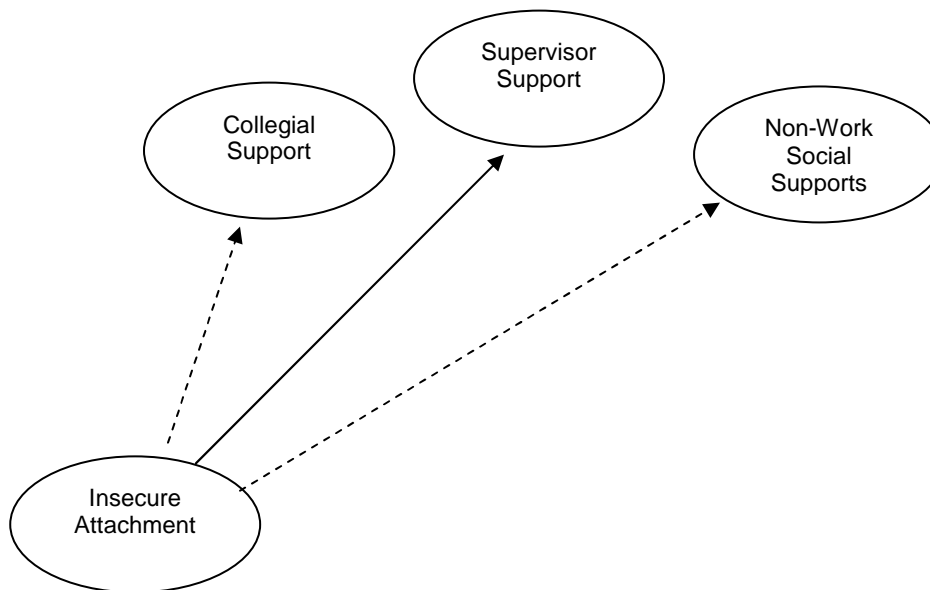 Supervisor
Support
Collegial
Support
Non-Work
Social
Supports
Insecure
Attachment